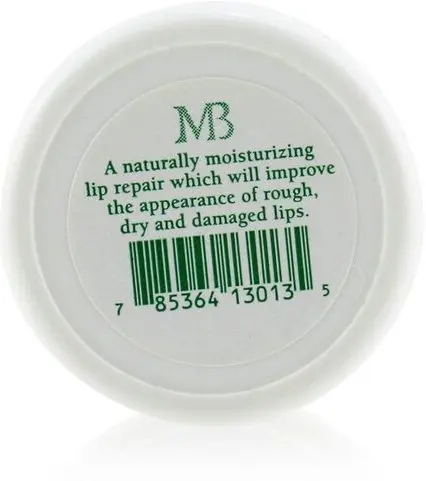 MB
A naturally moisturizing
lip repair which will improve
the appearance of rough,
dry and damaged lips.
7 85364 13013 5